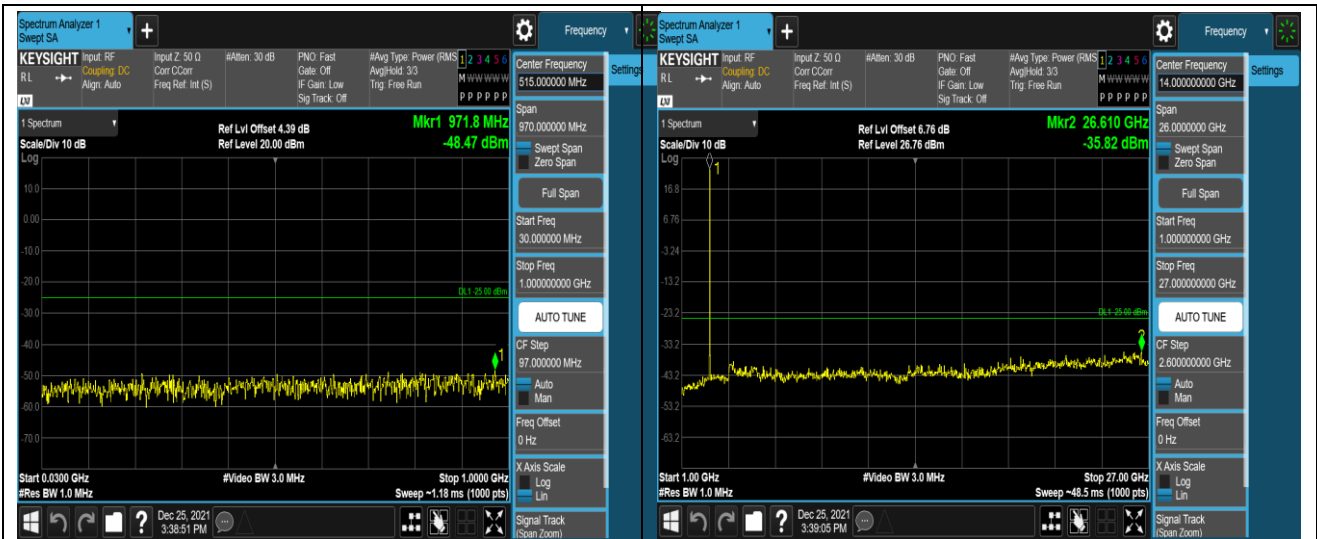 Spectrum Analyzer 1
Swept SA
+
Frequency
KEYSIGHT
Input: RF
Coupling: DC
Align: Auto
Input Z: 50 Ω
Corr CCorr
Freq Ref: Int (S)
#Atten: 30 dB
PNO: Fast
Gate: Off
IF Gain: Low
Sig Track: Off
#Avg Type: Power (RMS
Avg|Hold: 3/3
Trig: Free Run
1 2 3 4 5 6
M W W W W W
P P P P P P
RL
LXI
Center Frequency
515.000000 MHz
Settings
1 Spectrum
Scale/Div 10 dB
Log
Ref Lvl Offset 4.39 dB
Ref Level 20.00 dBm
Mkr1 971.8 MHz
-48.47 dBm
Span
970.000000 MHz
Swept Span
Zero Span
Full Span
Start Freq
30.000000 MHz
Stop Freq
1.000000000 GHz
AUTO TUNE
CF Step
97.000000 MHz
Auto
Man
Freq Offset
0 Hz
X Axis Scale
Log
Lin
Signal Track
(Span Zoom)
10.0
0.00
-10.0
-20.0
DL1 -25.00 dBm
-30.0
-40.0
1
-50.0
-60.0
-70.0
Start 0.0300 GHz
#Video BW 3.0 MHz
Stop 1.0000 GHz
#Res BW 1.0 MHz
Sweep ~1.18 ms (1000 pts)
?
Dec 25, 2021
3:38:51 PM
Spectrum Analyzer 1
Swept SA
+
Frequency
KEYSIGHT
Input: RF
Coupling: DC
Align: Auto
Input Z: 50 Ω
Corr CCorr
Freq Ref: Int (S)
#Atten: 30 dB
PNO: Fast
Gate: Off
IF Gain: Low
Sig Track: Off
#Avg Type: Power (RMS
Avg|Hold: 3/3
Trig: Free Run
1 2 3 4 5 6
M W W W W W
P P P P P P
RL
LXI
Center Frequency
14.00000000 GHz
Settings
1 Spectrum
Scale/Div 10 dB
Log
Ref Lvl Offset 6.76 dB
Ref Level 26.76 dBm
Mkr2 26.610 GHz
-35.82 dBm
Span
26.0000000 GHz
Swept Span
Zero Span
Full Span
Start Freq
1.000000000 GHz
Stop Freq
27.000000000 GHz
AUTO TUNE
CF Step
2.600000000 GHz
Auto
Man
Freq Offset
0 Hz
X Axis Scale
Log
Lin
Signal Track
(Span Zoom)
1
16.8
6.76
-3.24
-13.2
-23.2
DL1 -25.00 dBm
-33.2
2
-43.2
-53.2
-63.2
Start 1.00 GHz
#Video BW 3.0 MHz
Stop 27.00 GHz
#Res BW 1.0 MHz
Sweep ~48.5 ms (1000 pts)
?
Dec 25, 2021
3:39:05 PM